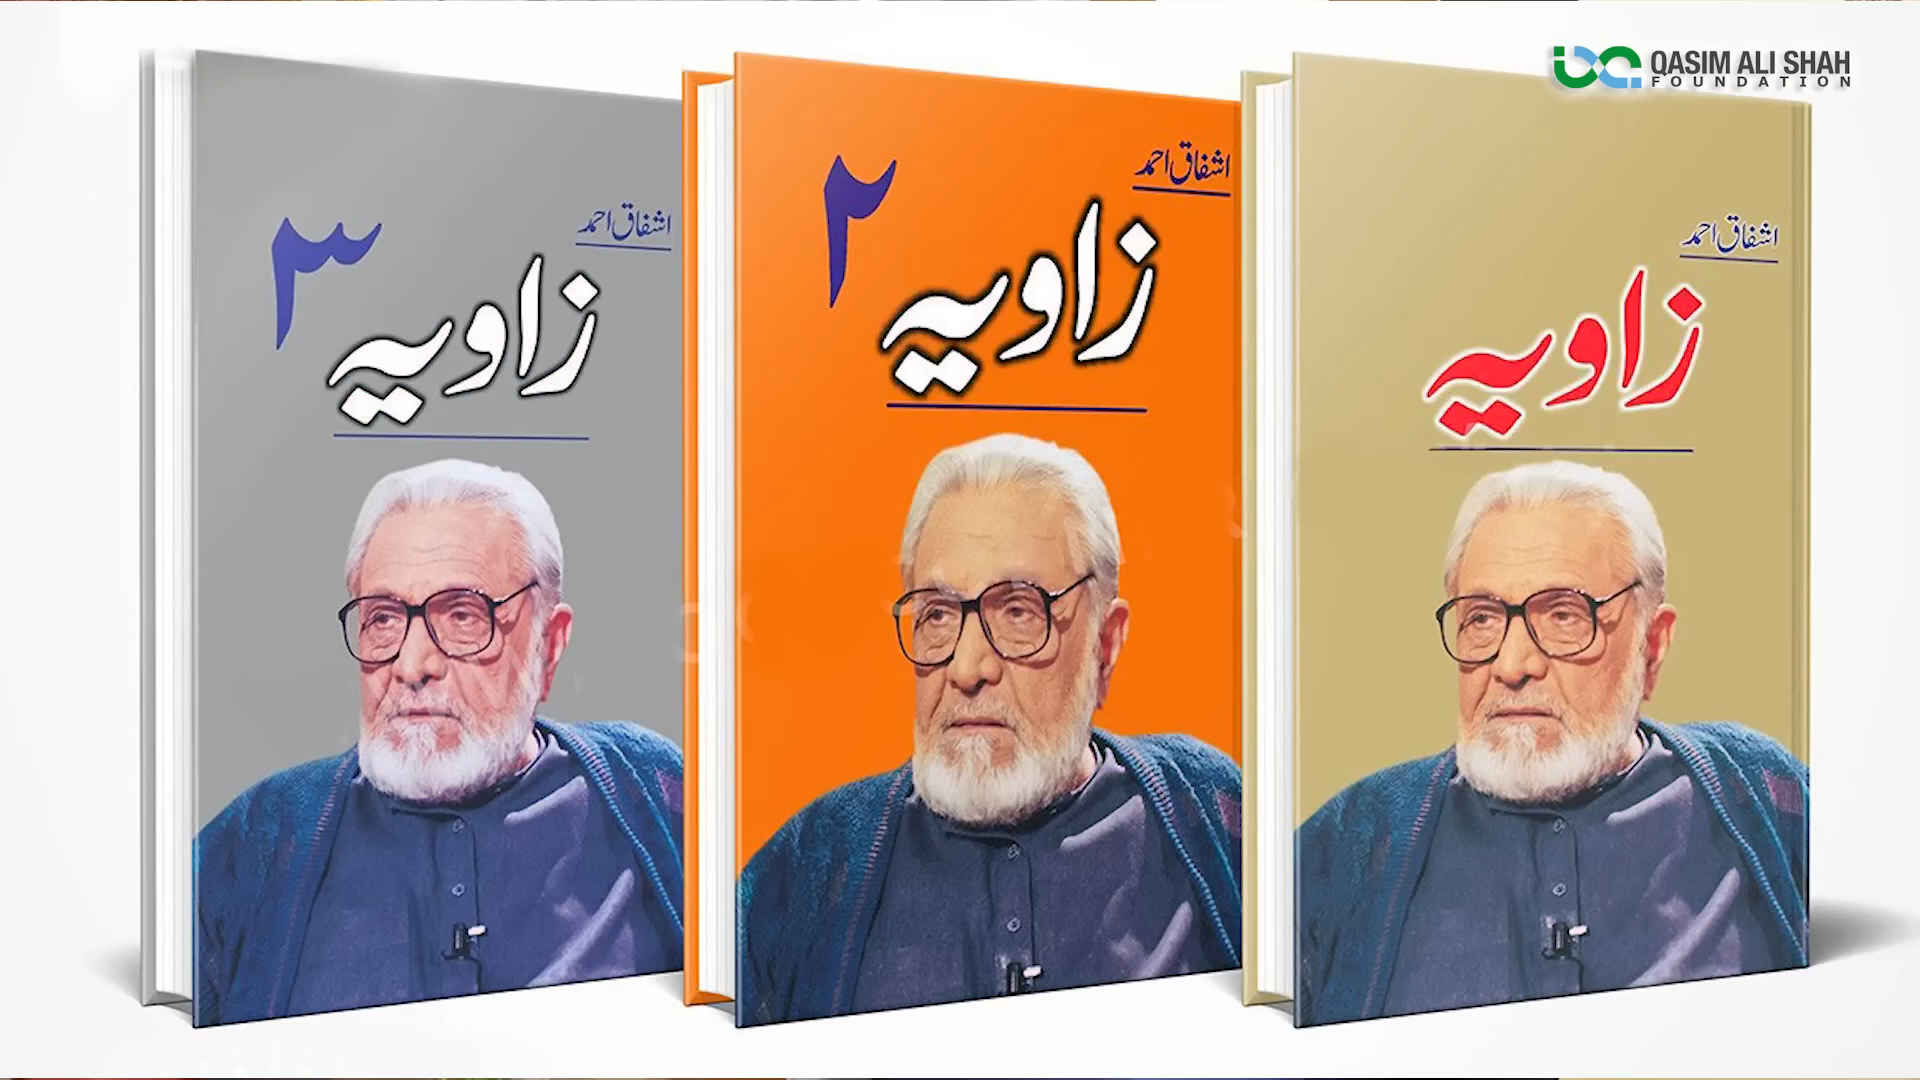 QASIM ALI SHAH
FOUNDATION
اشفاق احمد
زاویہ
اشفاق احمد
۲
زاویہ
اشفاق احمد
۳
زاویہ